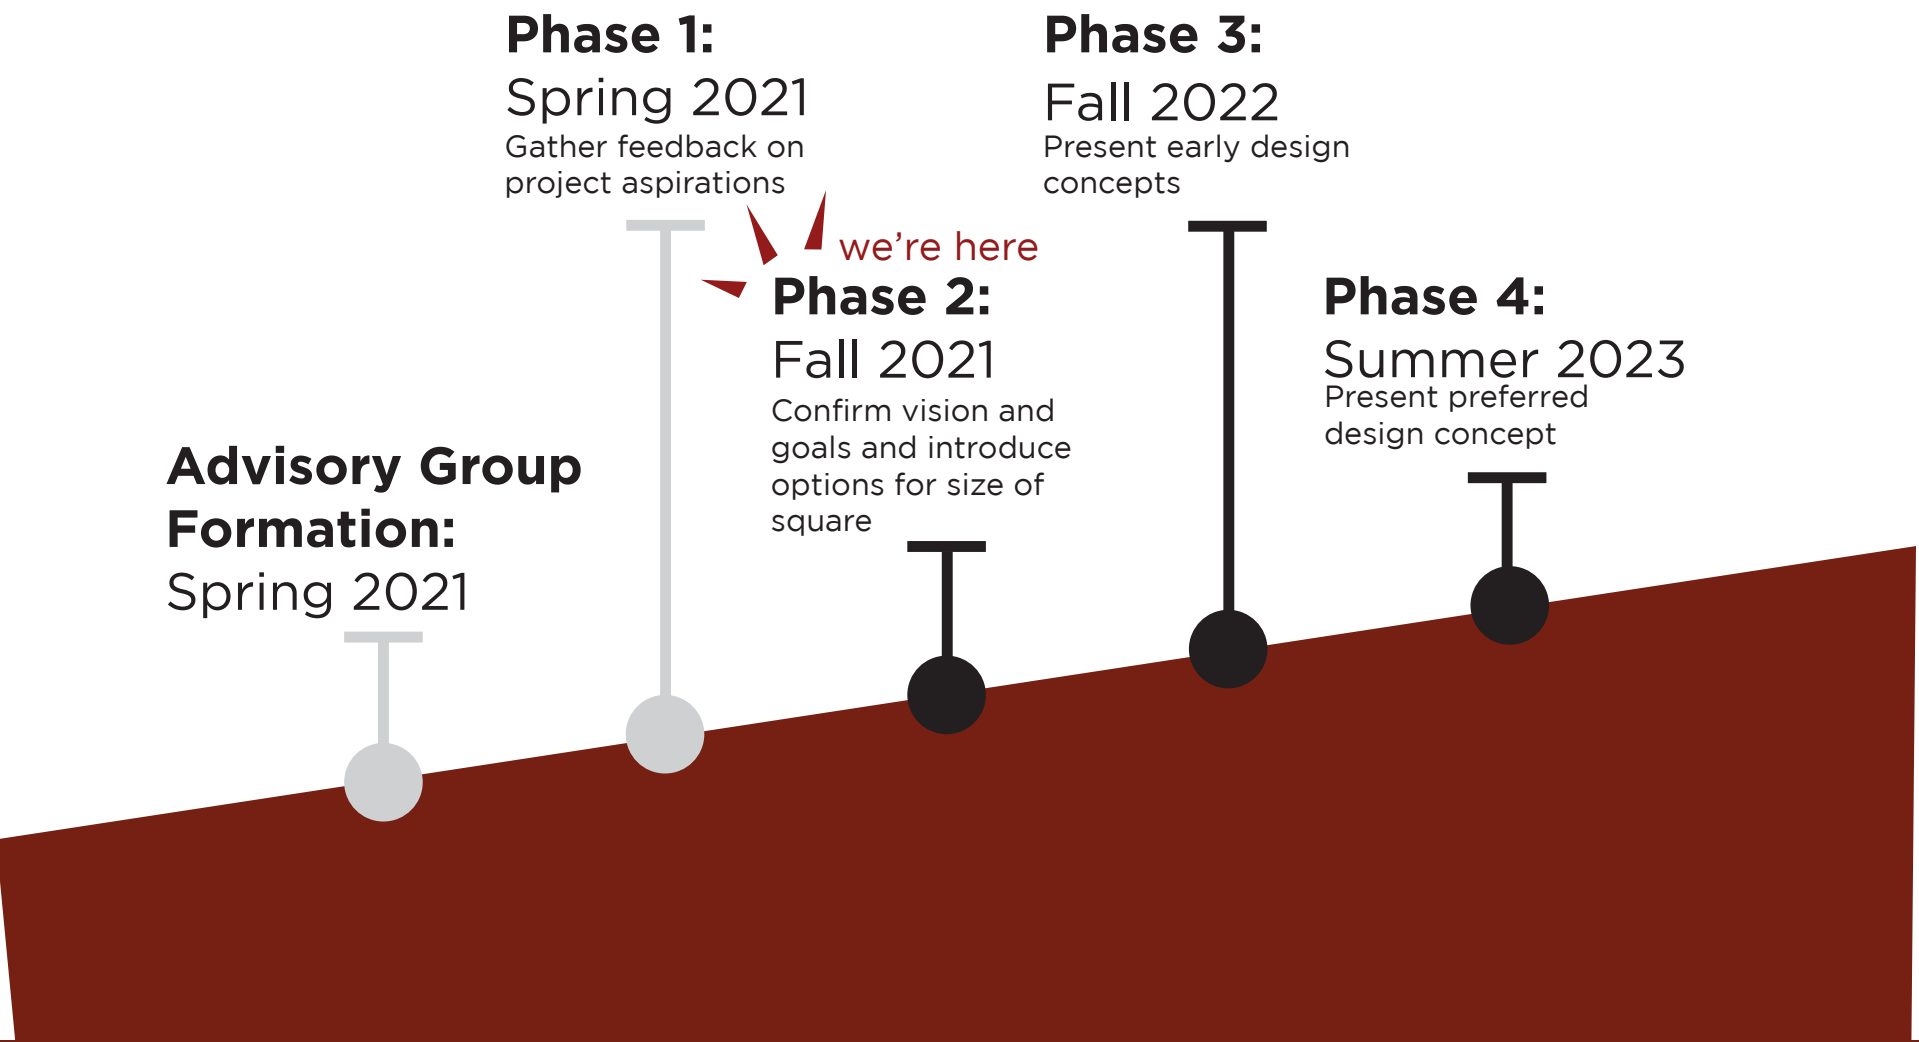 Advisory Group
Formation:
Spring 2021
Phase 1:
Spring 2021
Gather feedback on
project aspirations
we're here
Phase 2:
Fall 2021
Confirm vision and
goals and introduce
options for size of
square
Phase 3:
Fall 2022
Present early design
concepts
Phase 4:
Summer 2023
Present preferred
design concept